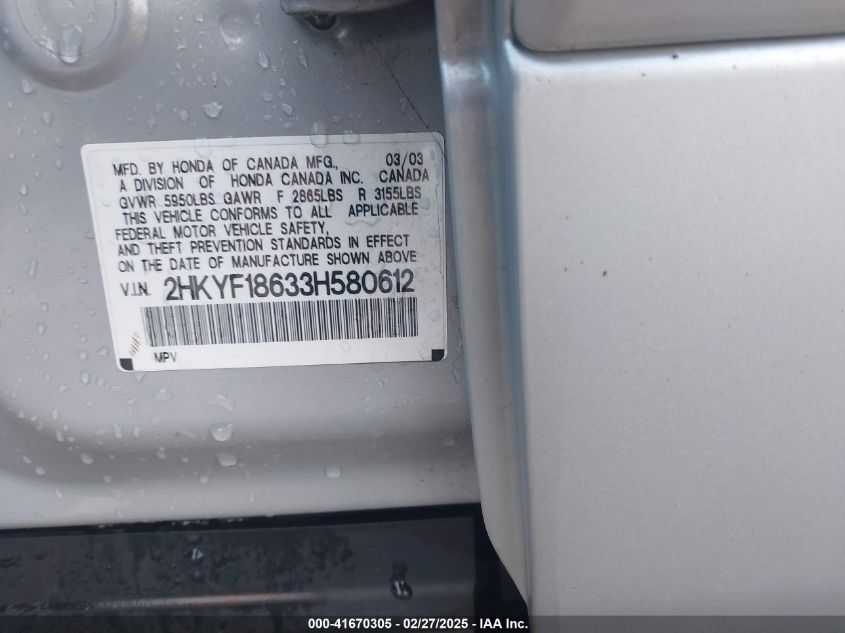 MFD. BY HONDA OF CANADA MFG., 03/03
A DIVISION OF HONDA CANADA INC. CANADA
GVWR 5950LBS GAWR F 2865LBS R 3155LBS
THIS VEHICLE CONFORMS TO ALL APPLICABLE
FEDERAL MOTOR VEHICLE SAFETY,
AND THEFT PREVENTION STANDARDS IN EFFECT
ON THE DATE OF MANUFACTURE SHOWN ABOVE
V.I.N. 2HKYF18633H580612
MPV
000-41670305 - 02/27/2025 - IAA Inc.